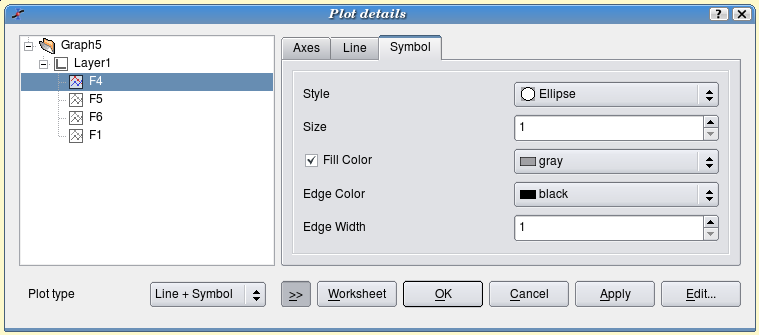 Plot details
Graph5
Layer1
F4
F5
F6
F1
Axes Line Symbol
Style Ellipse
Size 1
Fill Color gray
Edge Color black
Edge Width 1
Plot type Line + Symbol >> Worksheet OK Cancel Apply Edit...